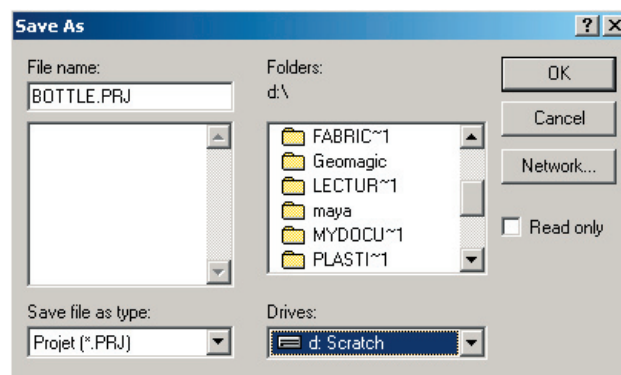 Save As
File name:
BOTTLE.PRJ
Folders:
d:\
FABRIC~1
Geomagic
LECTUR~1
maya
MYDOCU~1
PLASTI~1
OK
Cancel
Network...
Read only
Save file as type:
Projet (*.PRJ)
Drives:
d: Scratch